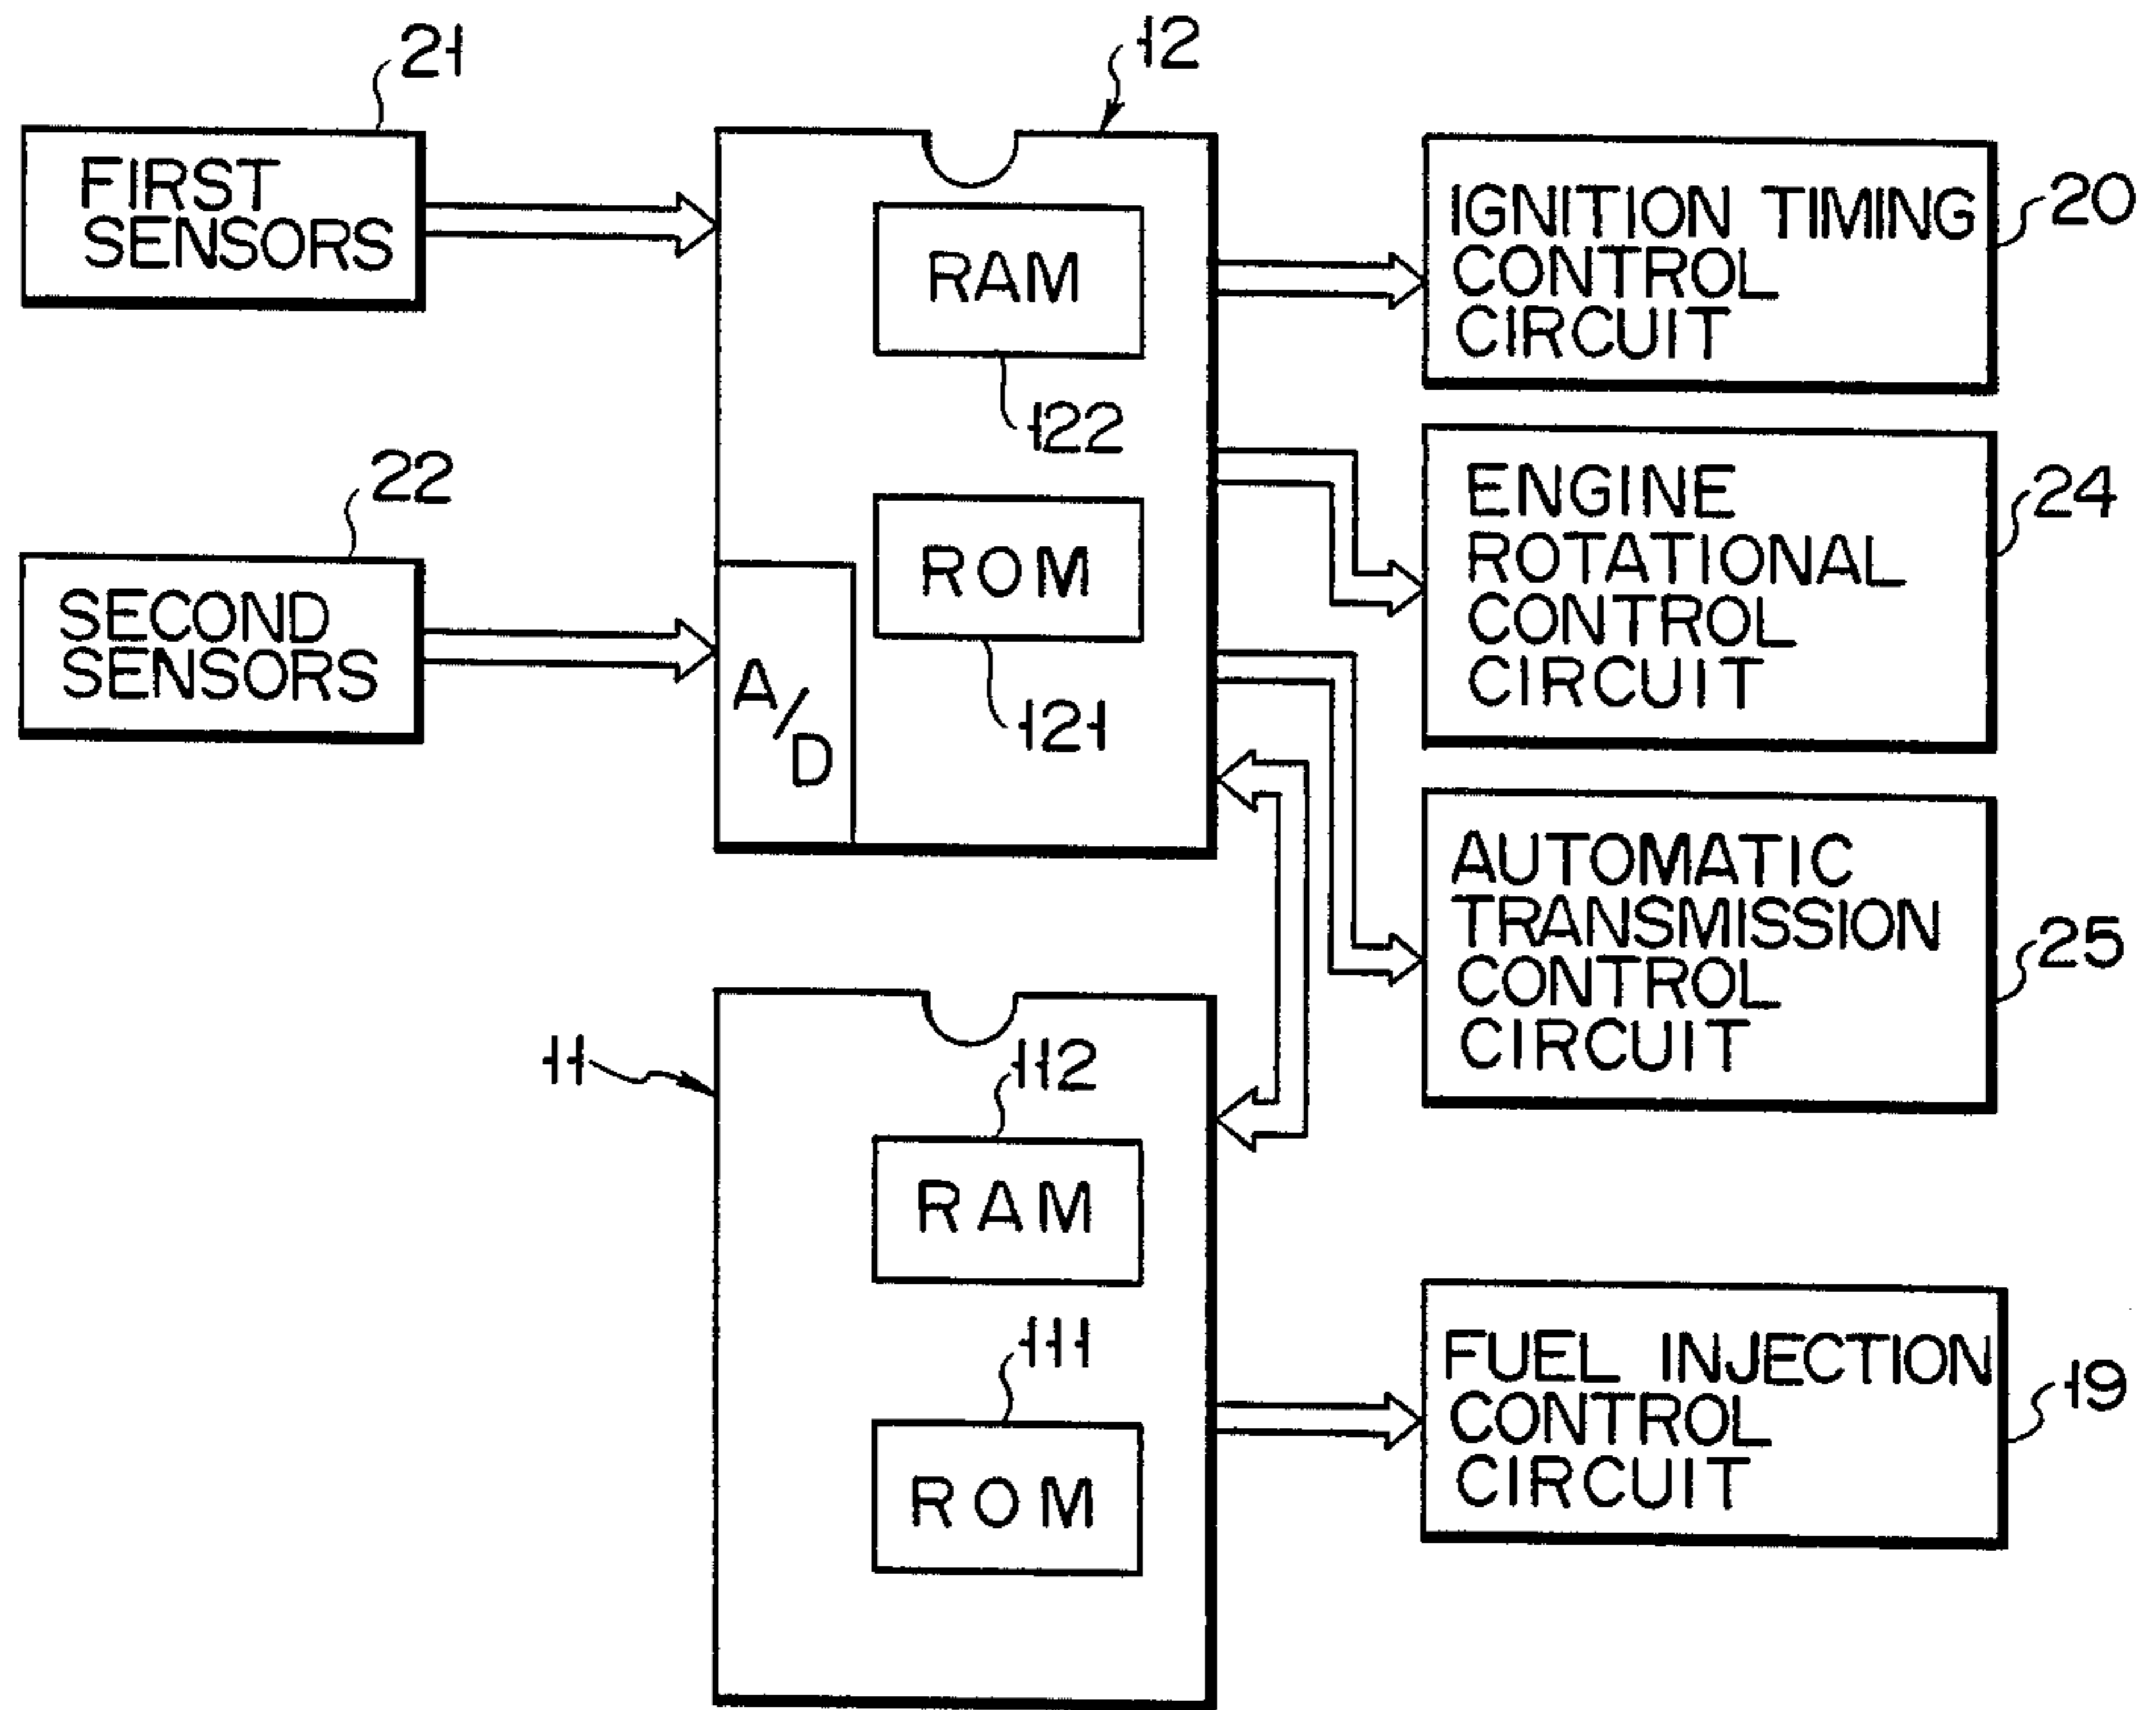 21
FIRST
SENSORS
22
SECOND
SENSORS
12
RAM
122
ROM
121
A/D
11
112
RAM
111
ROM
IGNITION TIMING
CONTROL
CIRCUIT
20
ENGINE
ROTATIONAL
CONTROL
CIRCUIT
24
AUTOMATIC
TRANSMISSION
CONTROL
CIRCUIT
25
FUEL INJECTION
CONTROL
CIRCUIT
19